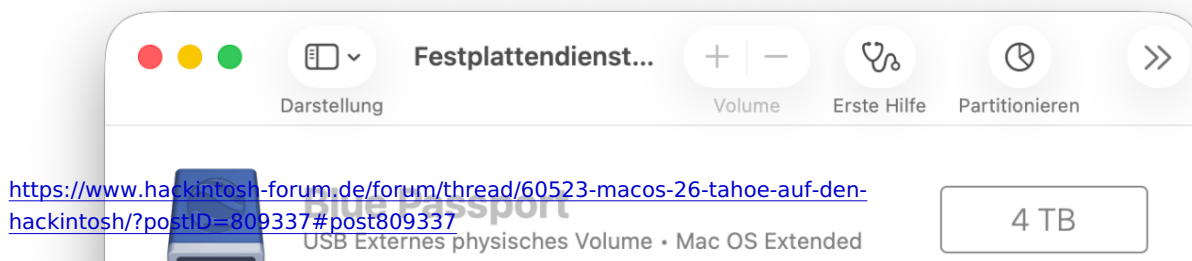 Festplattendienst...
Darstellung
Volume
Erste Hilfe
Partitionieren
https://www.hackintosh-forum.de/forum/thread/60523-macos-26-tahoe-auf-den-
hackintosh/?postID=809337#post809337
Blue Passport
USB Externes physisches Volume • Mac OS Extended
4 TB